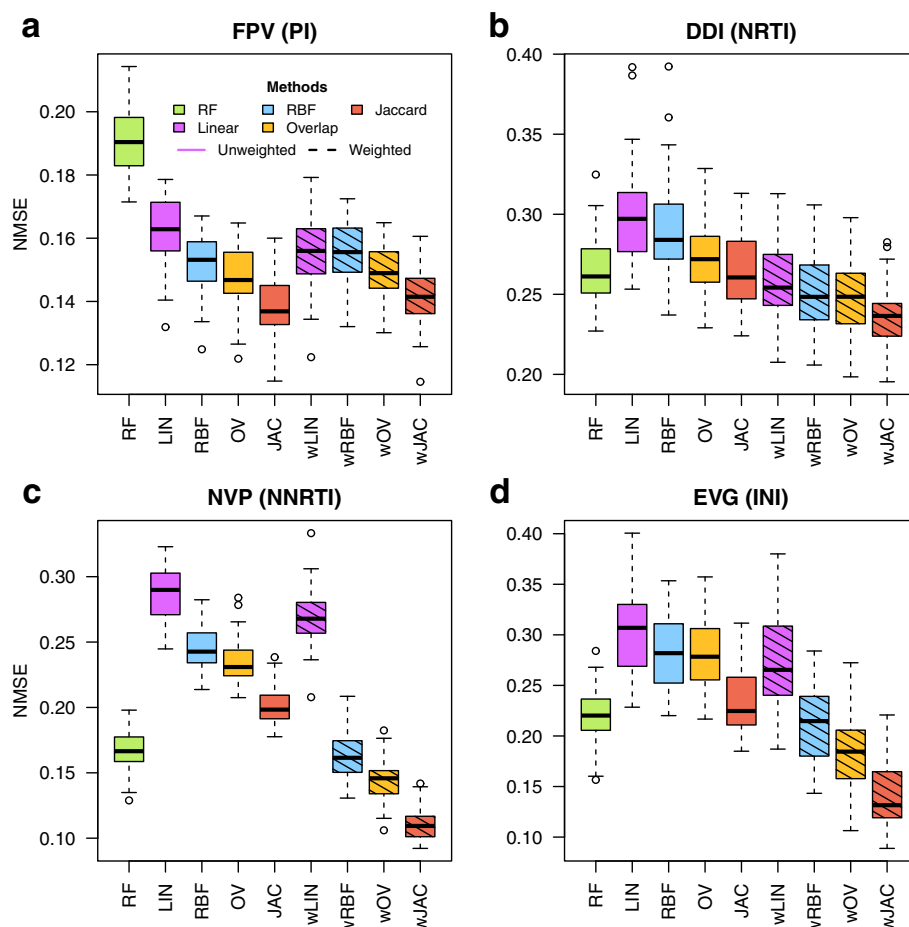 a FPV (PI)
NMSE
0.20
0.18
0.16
0.14
0.12
Methods
RF RBF Jaccard
Linear Overlap
Unweighted Weighted
RF LIN RBF OV JAC wLIN wRBF wOV wJAC
b DDI (NRTI)
0.40
0.35
0.30
0.25
0.20
RF LIN RBF OV JAC wLIN wRBF wOV wJAC
c NVP (NNRTI)
NMSE
0.30
0.25
0.20
0.15
0.10
RF LIN RBF OV JAC wLIN wRBF wOV wJAC
d EVG (INI)
0.40
0.35
0.30
0.25
0.20
0.15
0.10
RF LIN RBF OV JAC wLIN wRBF wOV wJAC